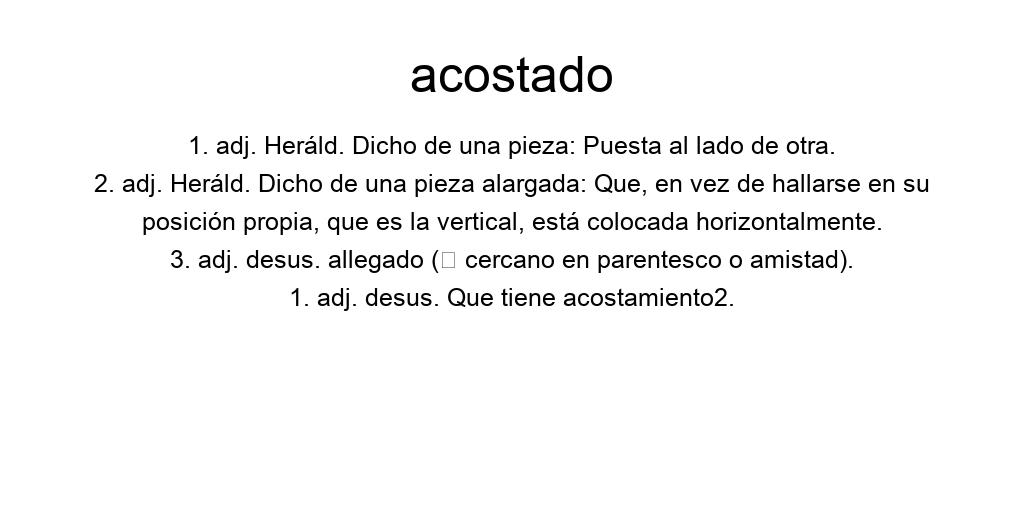 acostado
1. adj. Heráld. Dicho de una pieza: Puesta al lado de otra.
2. adj. Heráld. Dicho de una pieza alargada: Que, en vez de hallarse en su
posición propia, que es la vertical, está colocada horizontalmente.
3. adj. desus. allegado (□ cercano en parentesco o amistad).
1. adj. desus. Que tiene acostamiento2.